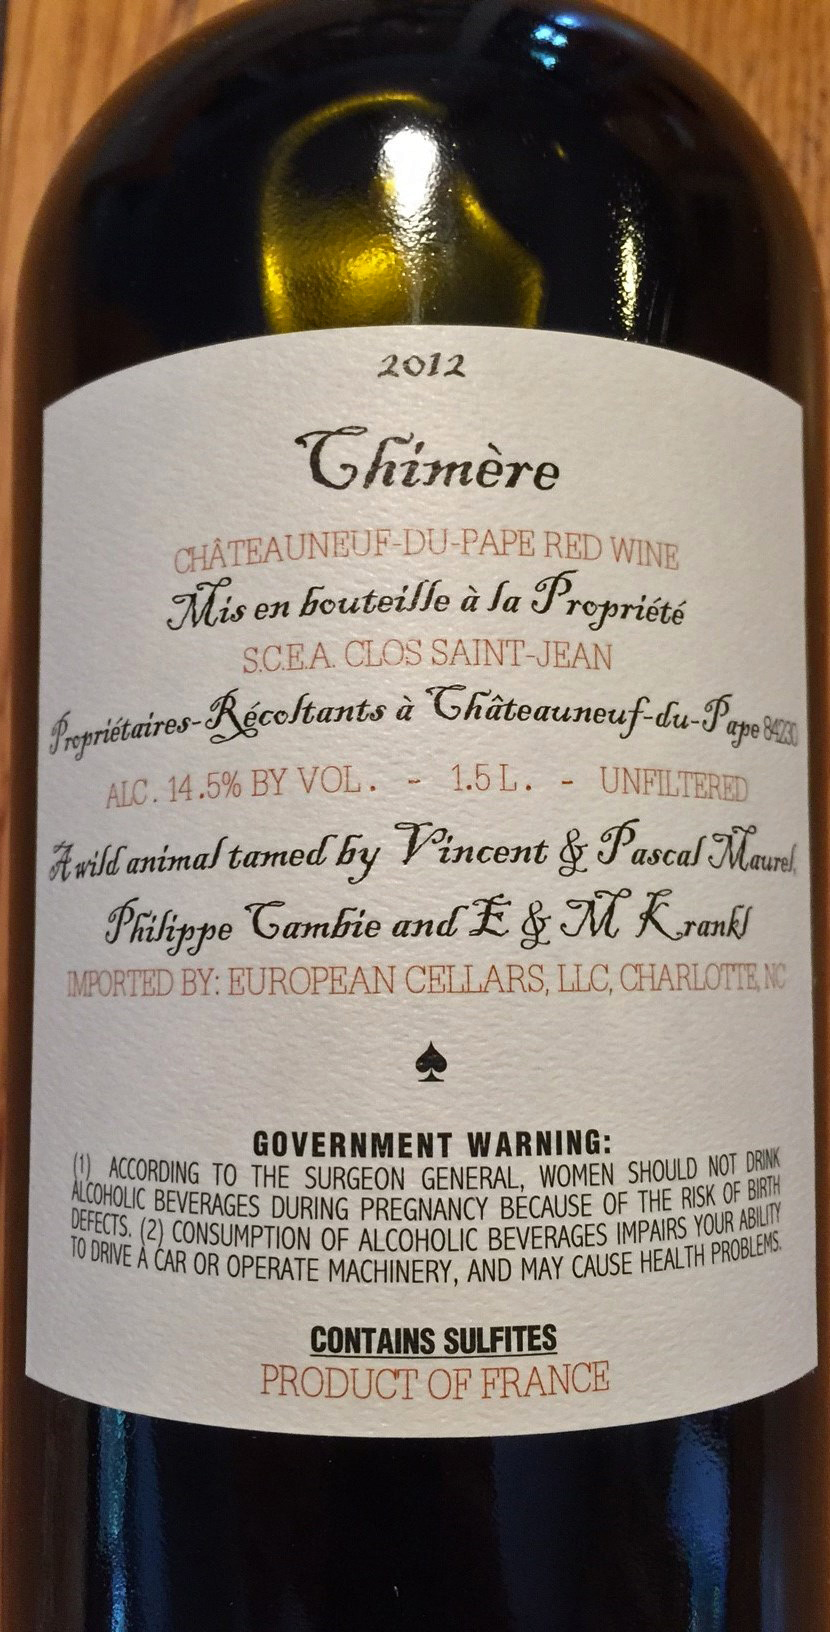 2012
Chimère
CHÂTEAUNEUF-DU-PAPE RED WINE
Mis en bouteille à la Propriété
S.C.E.A. CLOS SAINT-JEAN
Propriétaires-Récoltants à Châteauneuf-du-Pape 84230
ALC. 14.5% BY VOL. - 1.5 L. - UNFILTERED
A wild animal tamed by Vincent & Pascal Maurel,
Philippe Cambie and E & M Krankl
IMPORTED BY: EUROPEAN CELLARS, LLC, CHARLOTTE, NC
GOVERNMENT WARNING:
(1) ACCORDING TO THE SURGEON GENERAL, WOMEN SHOULD NOT DRINK
ALCOHOLIC BEVERAGES DURING PREGNANCY BECAUSE OF THE RISK OF BIRTH
DEFECTS. (2) CONSUMPTION OF ALCOHOLIC BEVERAGES IMPAIRS YOUR ABILITY
TO DRIVE A CAR OR OPERATE MACHINERY, AND MAY CAUSE HEALTH PROBLEMS.
CONTAINS SULFITES
PRODUCT OF FRANCE